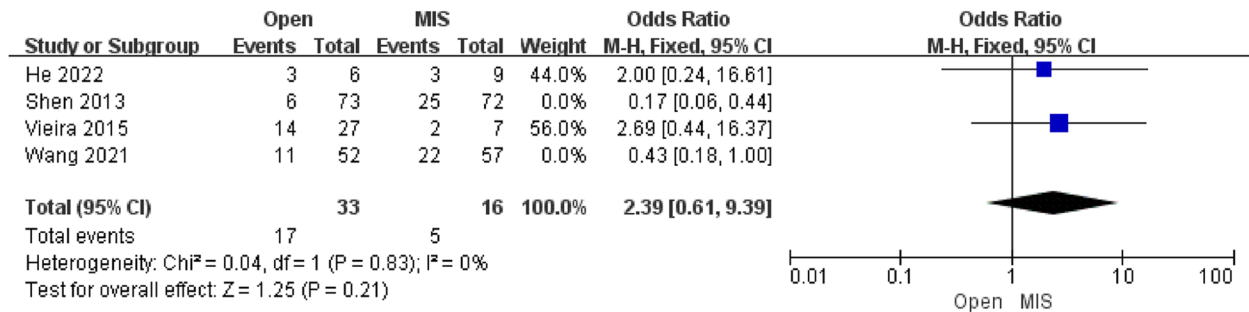 Open MIS Odds Ratio Odds Ratio
Study or Subgroup Events Total Events Total Weight M-H, Fixed, 95% CI M-H, Fixed, 95% CI
He 2022 3 6 3 9 44.0% 2.00 [0.24, 16.61]
Shen 2013 6 73 25 72 0.0% 0.17 [0.06, 0.44]
Vieira 2015 14 27 2 7 56.0% 2.69 [0.44, 16.37]
Wang 2021 11 52 22 57 0.0% 0.43 [0.18, 1.00]
Total (95% CI) 33 16 100.0% 2.39 [0.61, 9.39]
Total events 17 5
Heterogeneity: Chi² = 0.04, df = 1 (P = 0.83); I² = 0%
Test for overall effect: Z = 1.25 (P = 0.21)
0.01 0.1 1 10 100
Open MIS